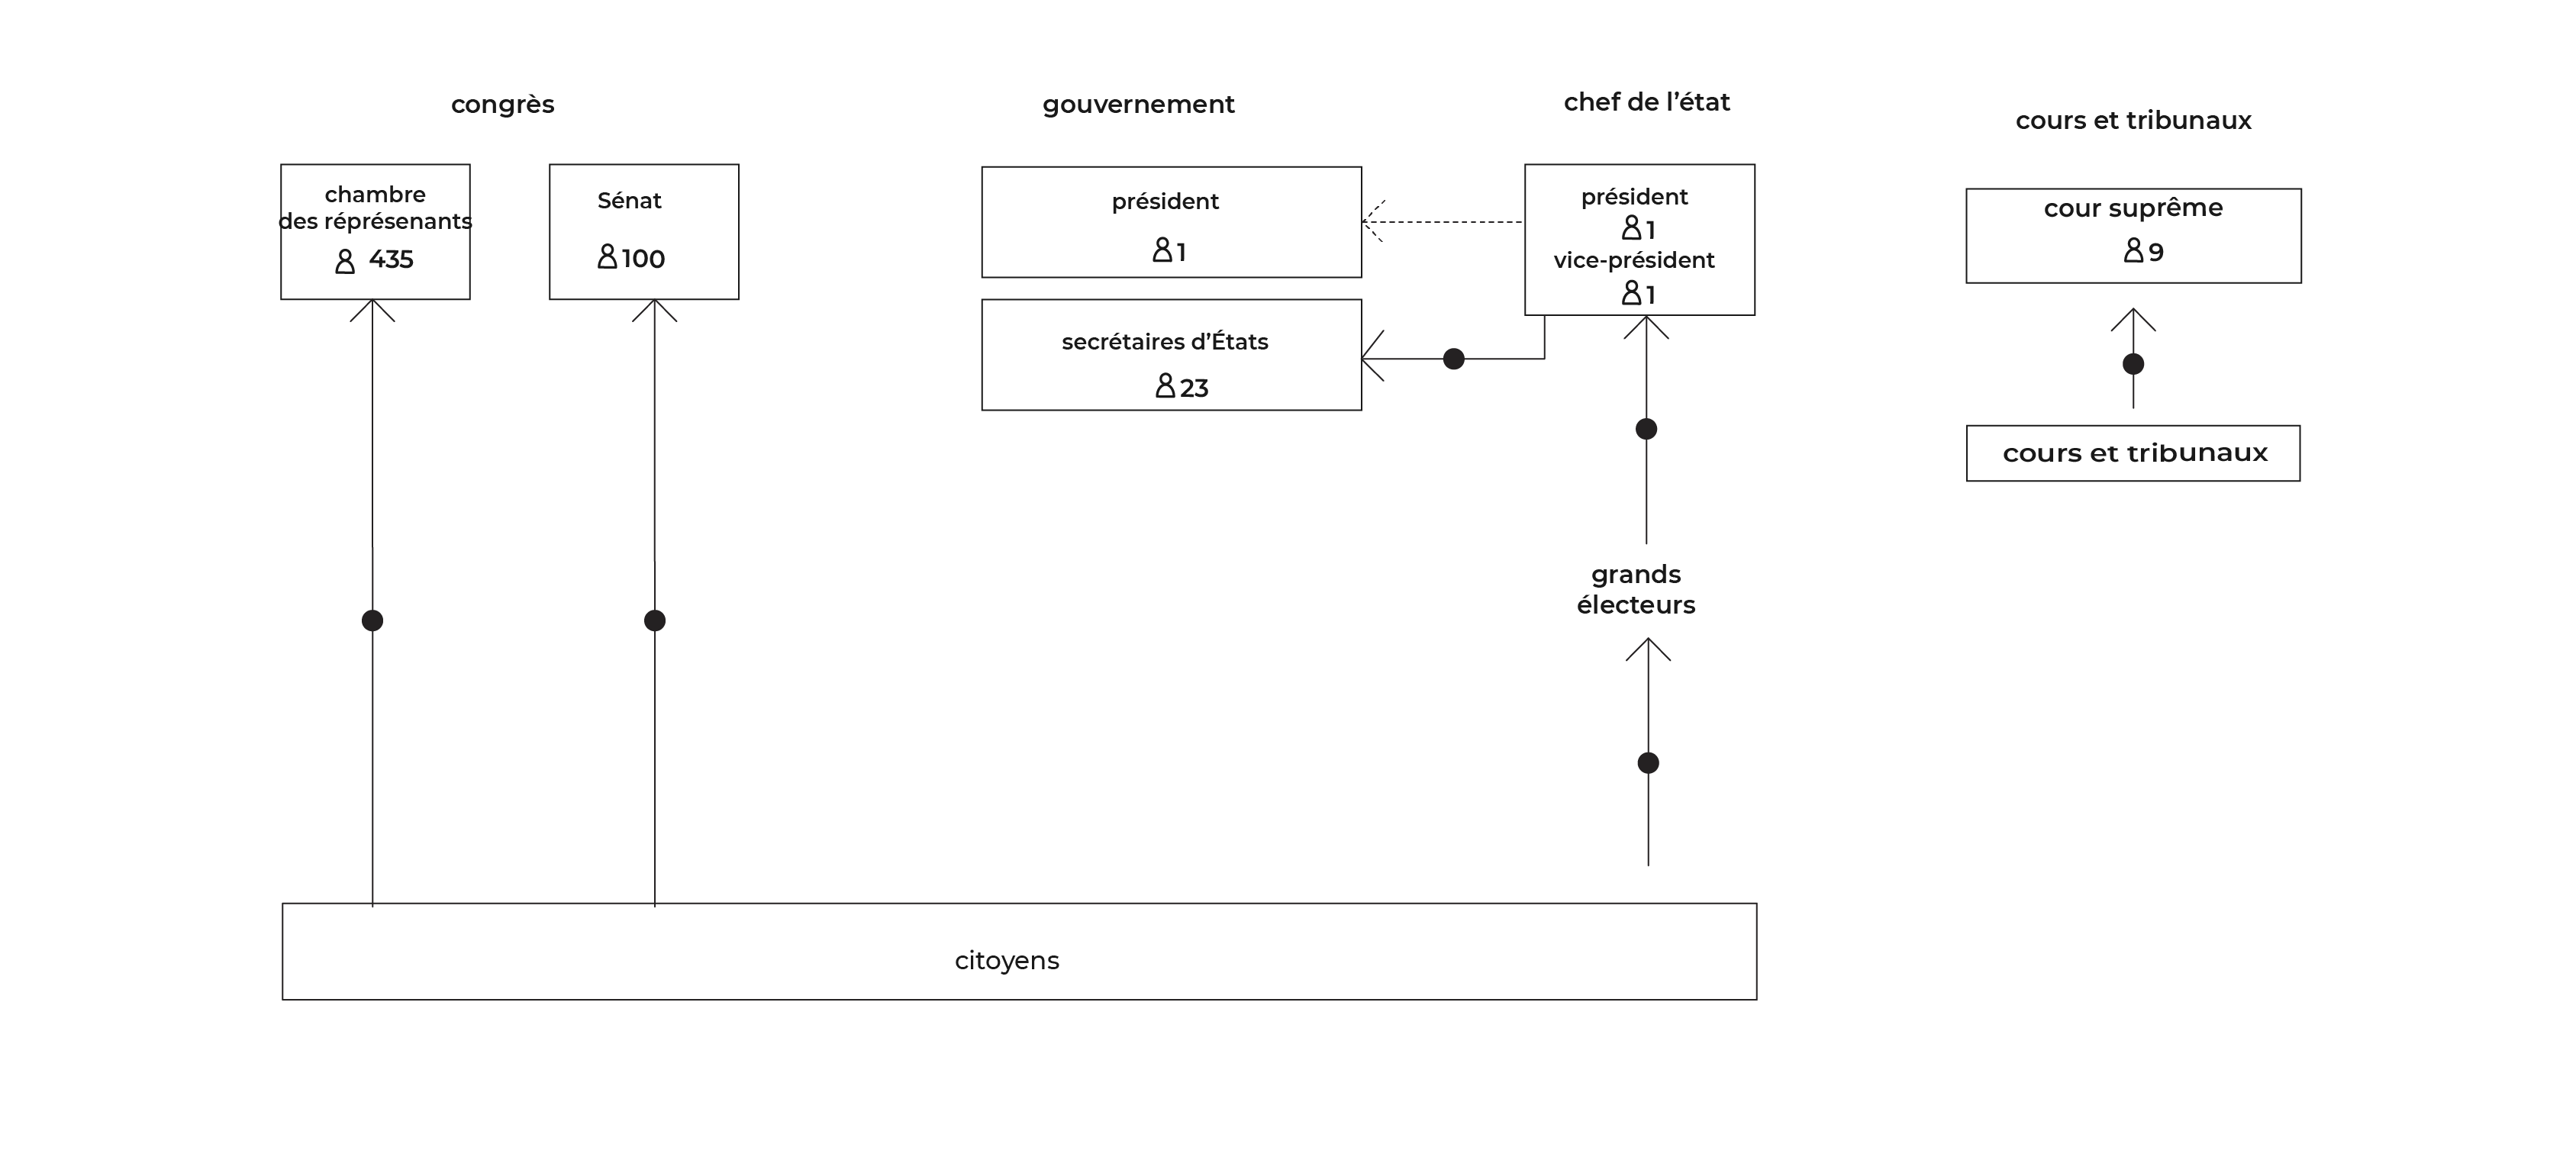 congrès
gouvernement
chef de l’état
cours et tribunaux
chambre
des réprésenants
435
Sénat
100
président
1
secrétaires d’États
23
président
1
vice-président
1
cour suprême
9
cours et tribunaux
grands
électeurs
citoyens